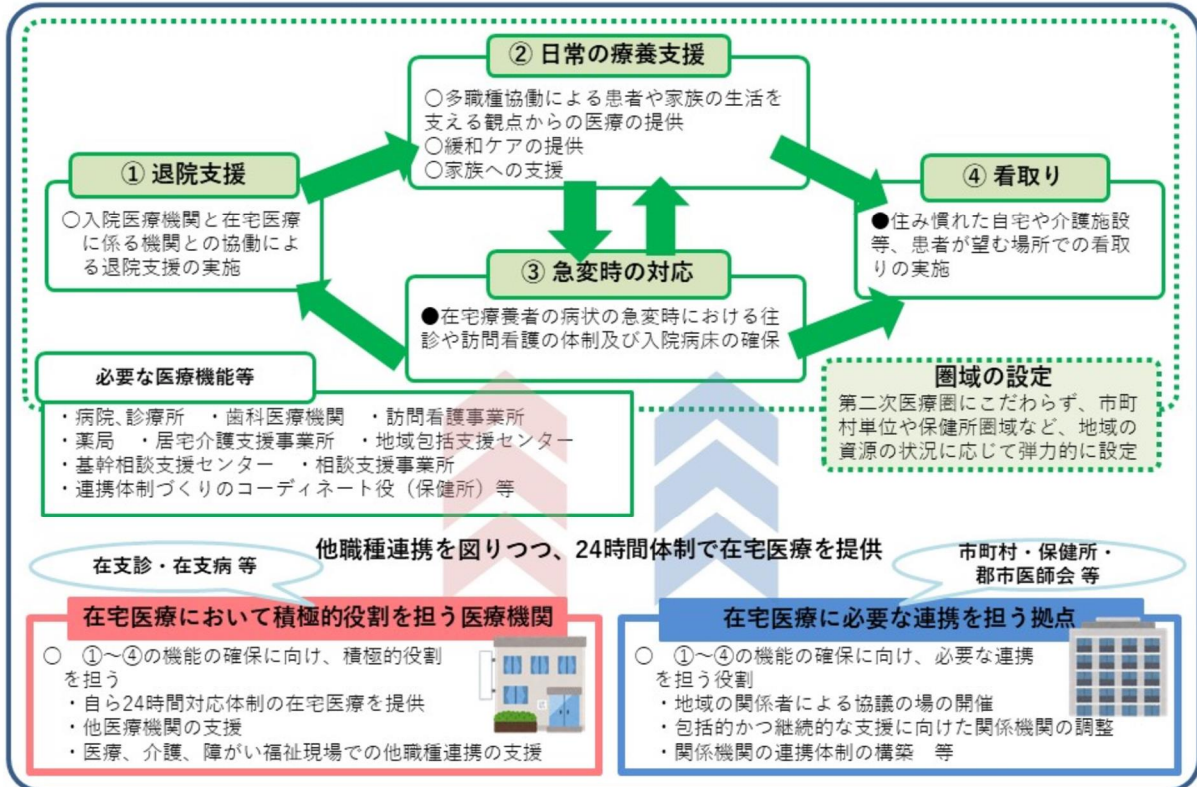 ② 日常の療養支援
○多職種協働による患者や家族の生活を
支える観点からの医療の提供
○緩和ケアの提供
○家族への支援
① 退院支援
○入院医療機関と在宅医療
に係る機関との協働によ
る退院支援の実施
④ 看取り
●住み慣れた自宅や介護施設
等、患者が望む場所での看取
りの実施
③ 急変時の対応
●在宅療養者の病状の急変時における往
診や訪問看護の体制及び入院病床の確保
必要な医療機能等
・病院、診療所 ・歯科医療機関 ・訪問看護事業所
・薬局 ・居宅介護支援事業所 ・地域包括支援センター
・基幹相談支援センター ・相談支援事業所
・連携体制づくりのコーディネート役（保健所）等
圏域の設定
第二次医療圏にこだわらず、市町
村単位や保健所圏域など、地域の
資源の状況に応じて弾力的に設定
他職種連携を図りつつ、24時間体制で在宅医療を提供
在支診・在支病 等
市町村・保健所・
郡市医師会 等
在宅医療において積極的役割を担う医療機関
○ ①～④の機能の確保に向け、積極的役割
を担う
・自ら24時間対応体制の在宅医療を提供
・他医療機関の支援
・医療、介護、障がい福祉現場での他職種連携の支援
在宅医療に必要な連携を担う拠点
○ ①～④の機能の確保に向け、必要な連携
を担う役割
・地域の関係者による協議の場の開催
・包括的かつ継続的な支援に向けた関係機関の調整
・関係機関の連携体制の構築 等